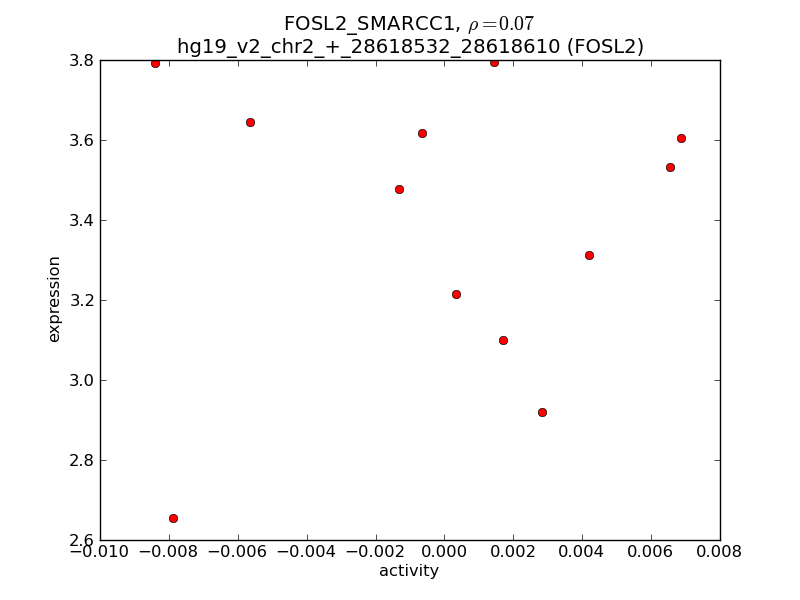 FOSL2_SMARCC1, ρ=0.07
hg19_v2_chr2_+_28618532_28618610 (FOSL2)
3.8
3.6
3.4
3.2
3.0
2.8
2.6
expression
−0.010 −0.008 −0.006 −0.004 −0.002 0.000 0.002 0.004 0.006 0.008
activity